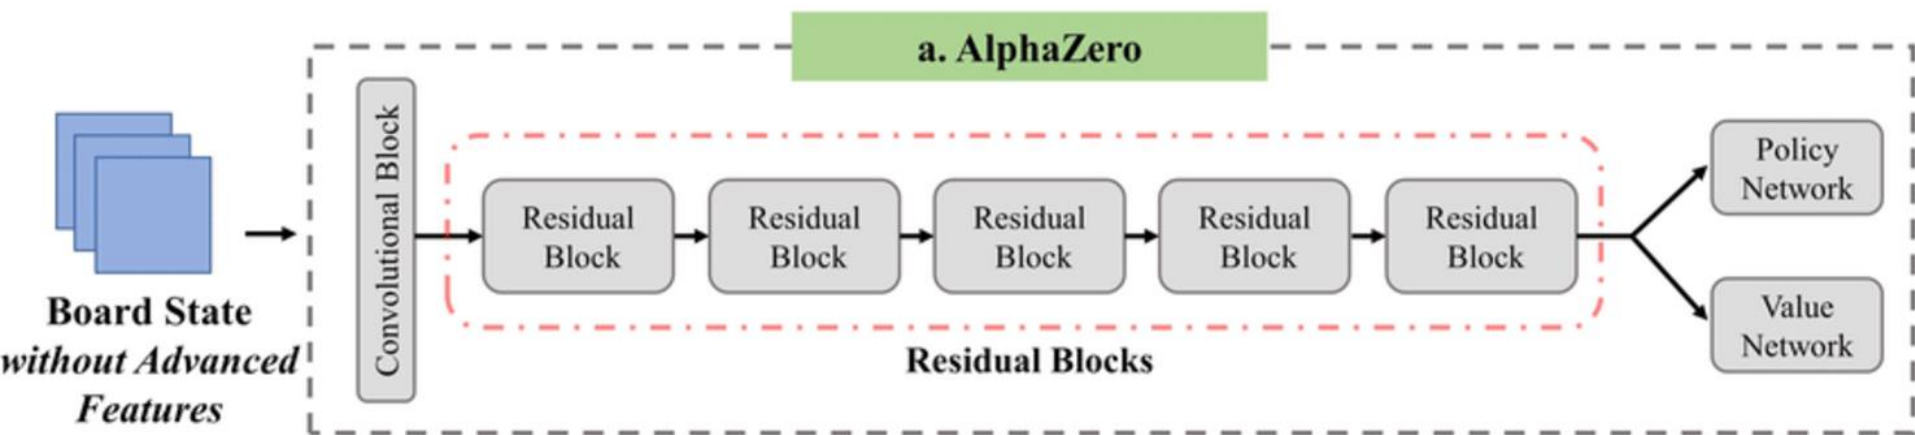 a. AlphaZero
Convolutional Block
Residual
Block
Residual
Block
Residual
Block
Residual
Block
Residual
Block
Policy
Network
Value
Network
Board State
without Advanced
Features
Residual Blocks